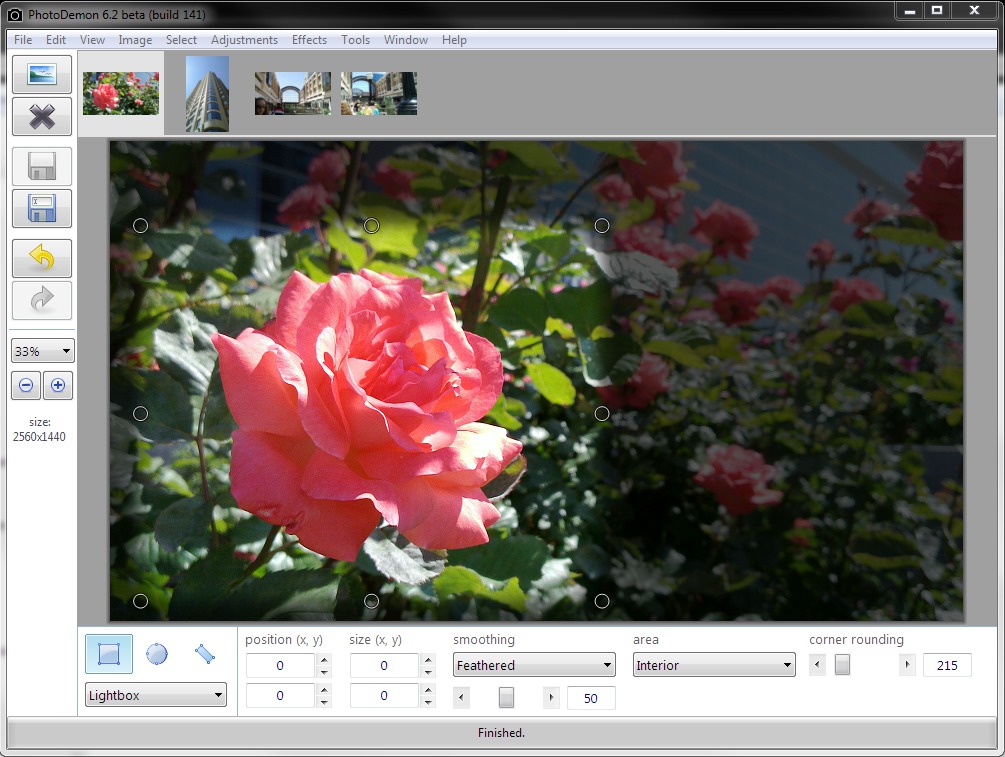 PhotoDemon 6.2 beta (build 141)
File Edit View Image Select Adjustments Effects Tools Window Help
33%
size:
2560x1440
position (x, y) size (x, y) smoothing area corner rounding
0 0 Feathered Interior 215
Lightbox 0 0 50
Finished.